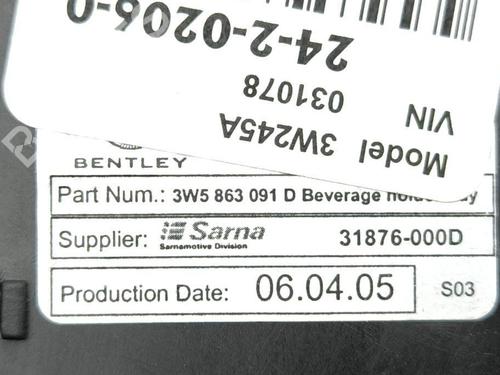 24-2-0206-0
VIN 031078
Model 3W245A
BENTLEY
Part Num.: 3W5 863 091 D Beverage
Supplier: Sarna 31876-000D
Sarnamotive Division
Production Date: 06.04.05 S03